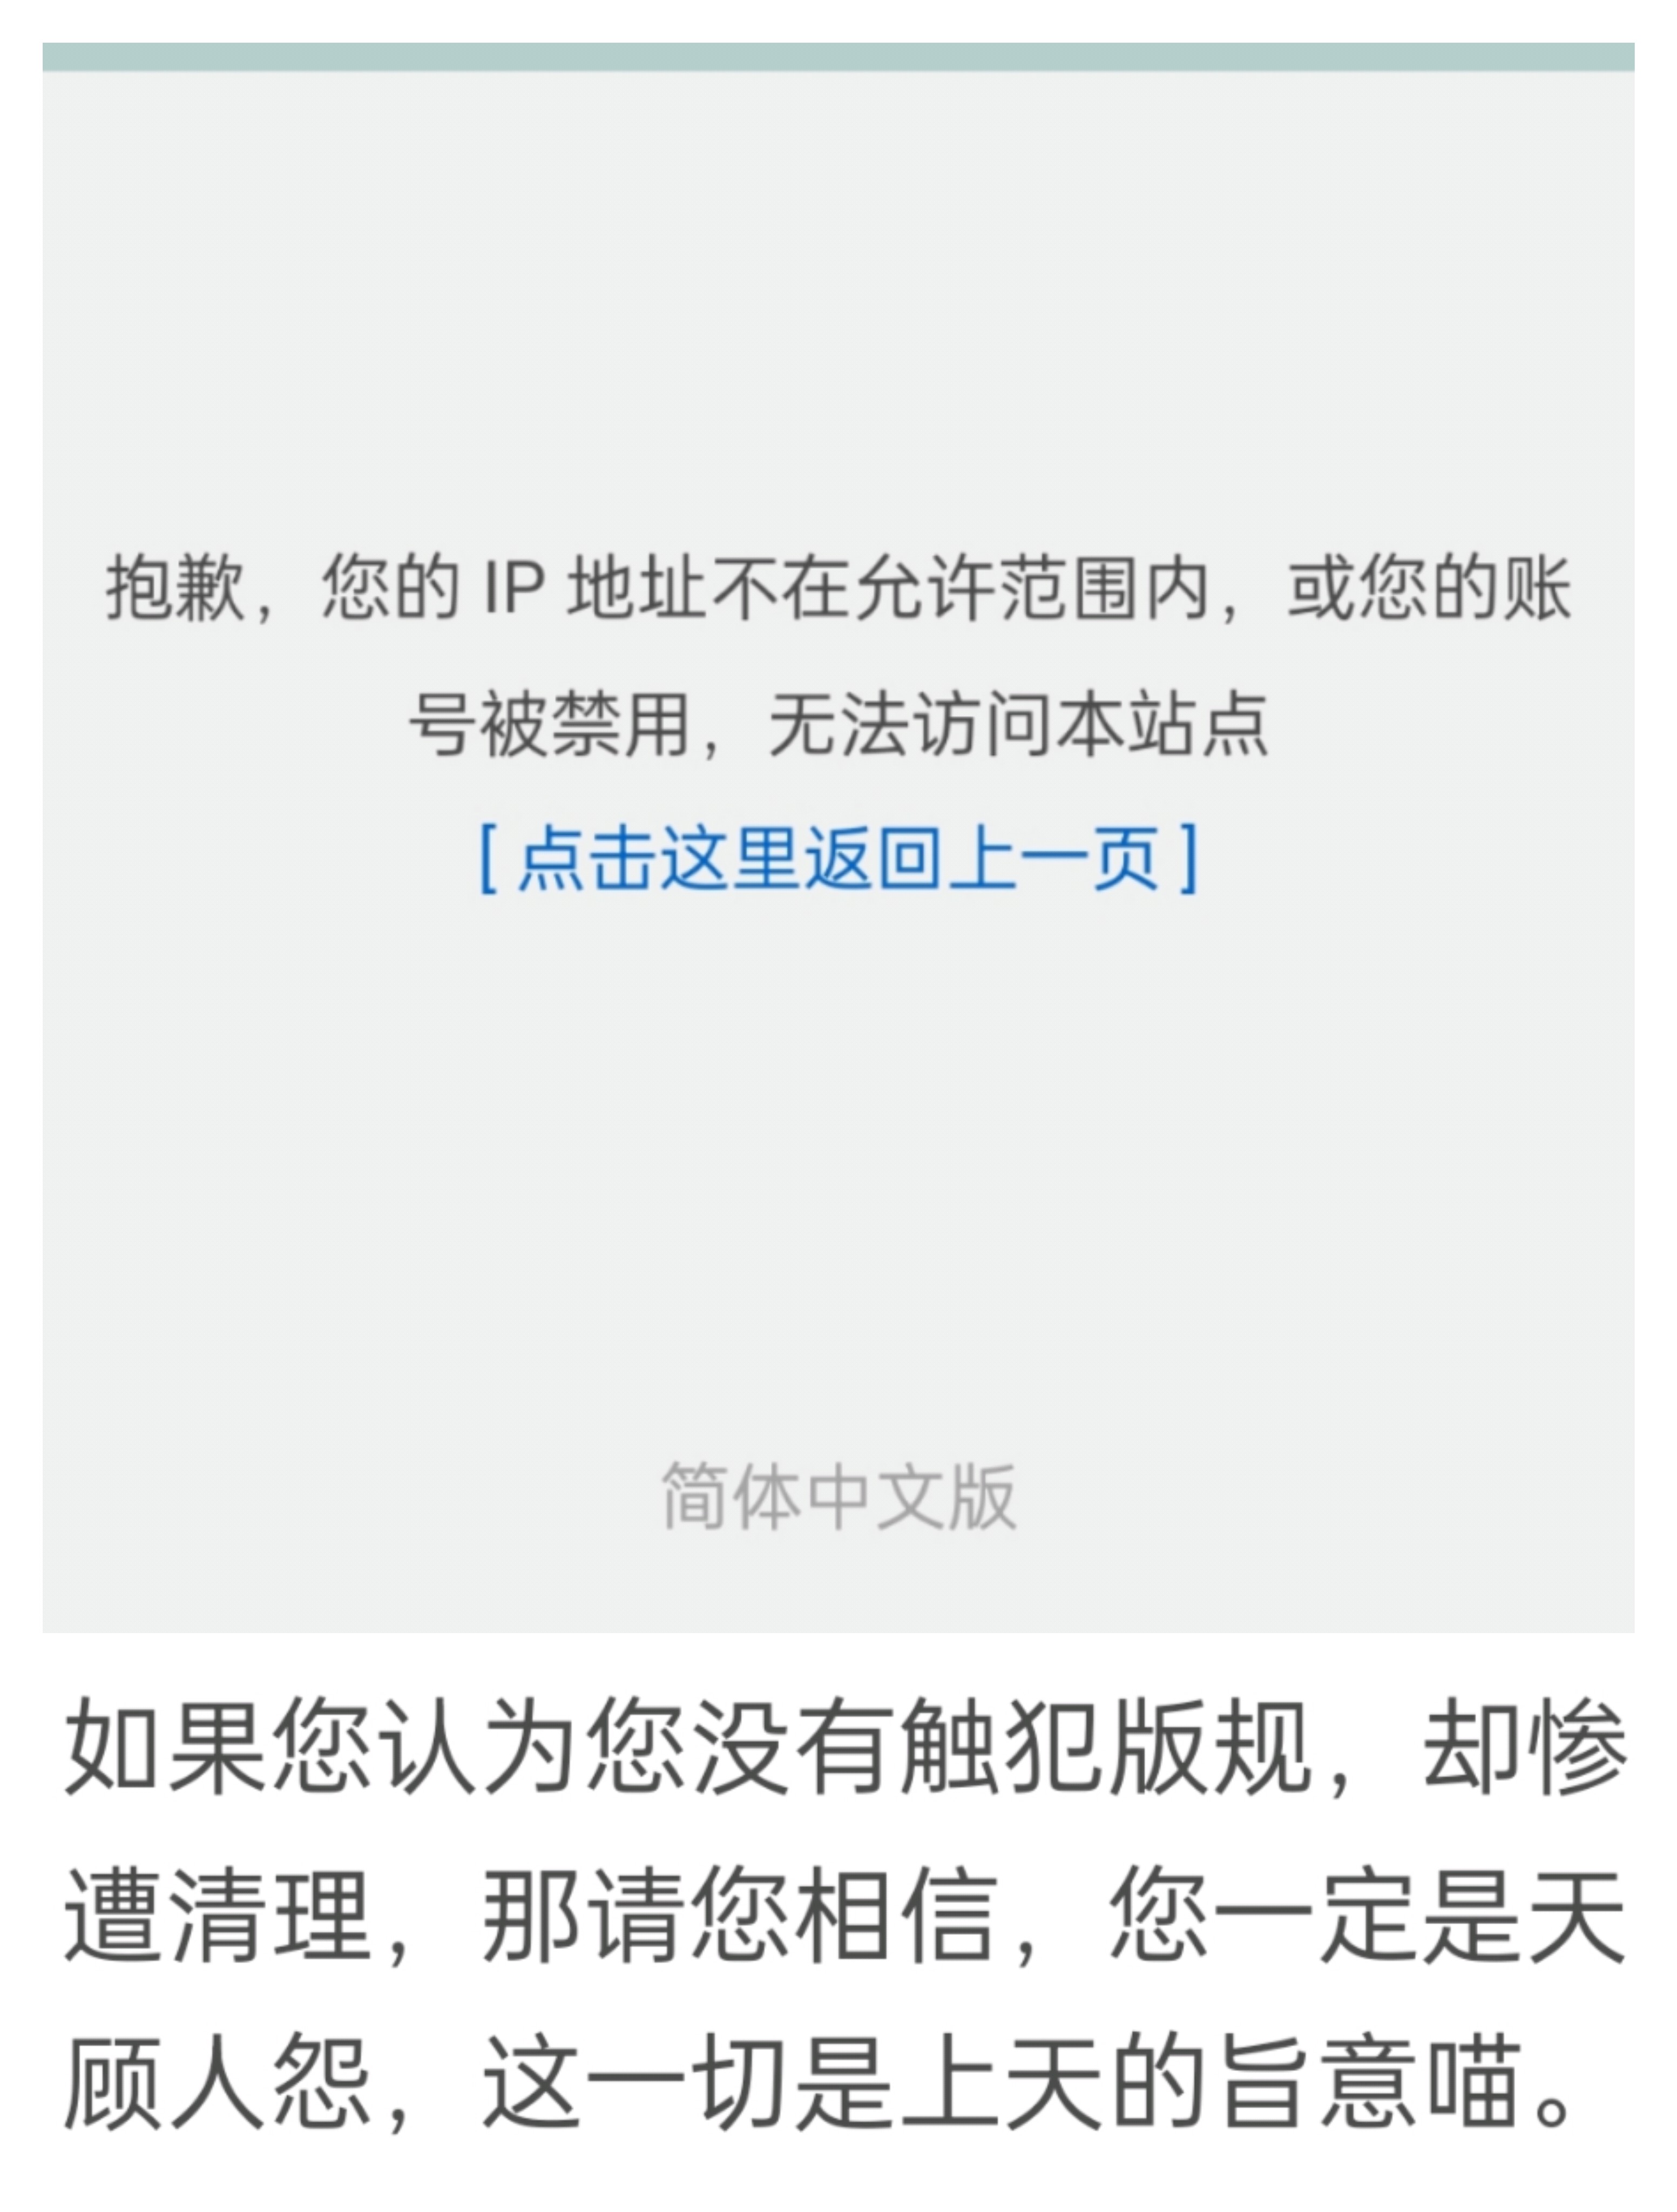 抱歉，您的 IP 地址不在允许范围内，或您的账
号被禁用，无法访问本站点
[ 点击这里返回上一页 ]
简体中文版
如果您认为您没有触犯版规，却惨
遭清理，那请您相信，您一定是天
顾人怨，这一切是上天的旨意喵。